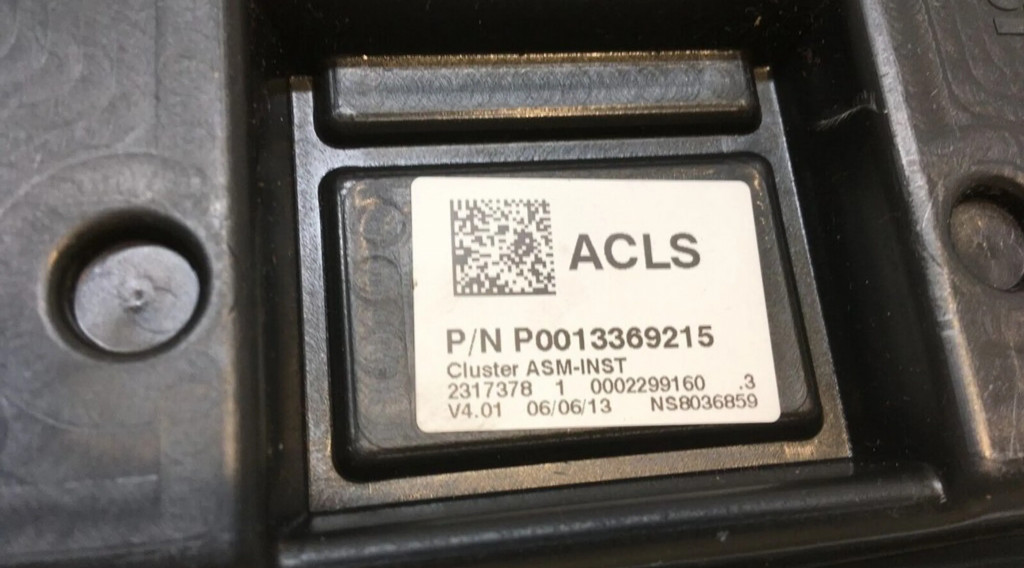 ACLS
P/N P0013369215
Cluster ASM-INST
2317378 1 0002299160 .3
V4.01 06/06/13 NS8036859